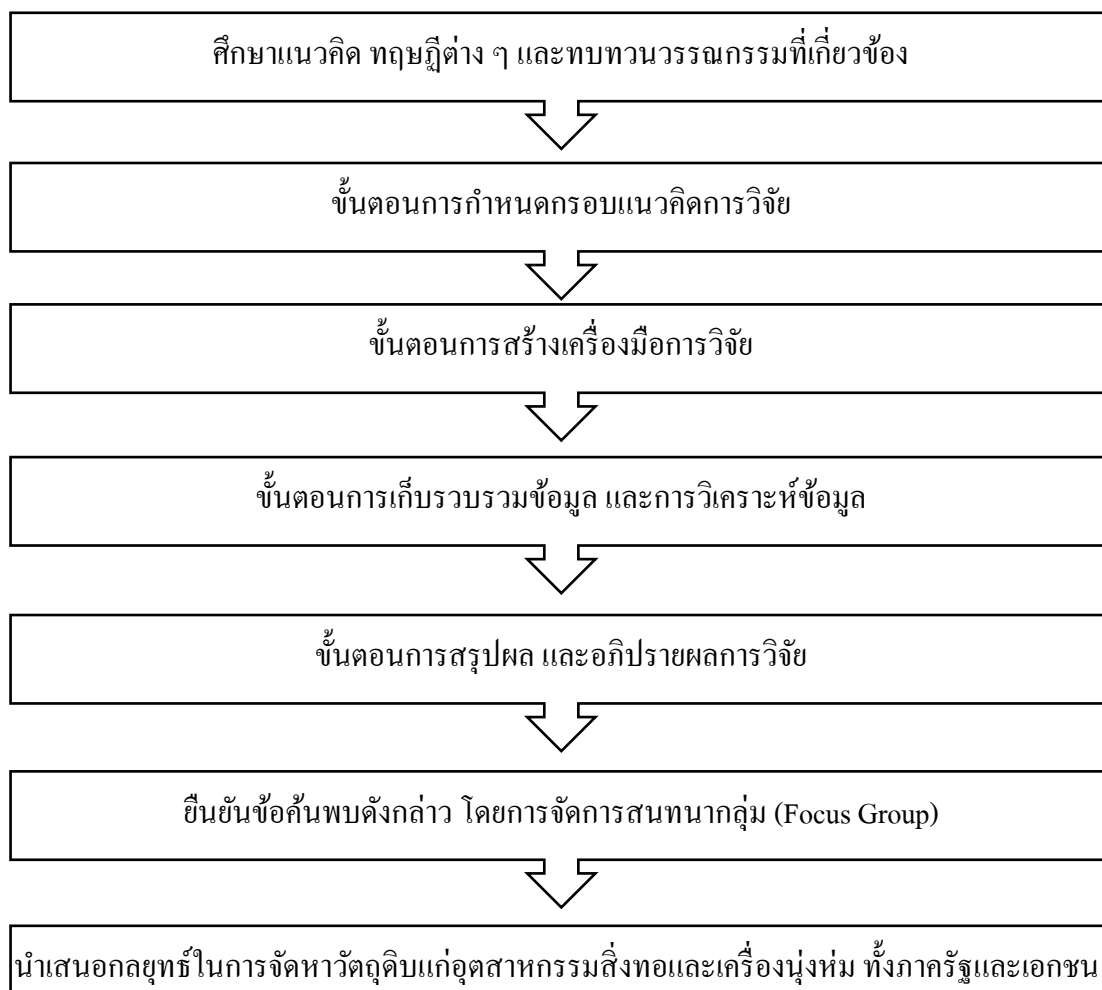 ศึกษาแนวคิด ทฤษฎีต่าง ๆ และทบทวนวรรณกรรมที่เกี่ยวข้อง
ขั้นตอนการกำหนดกรอบแนวคิดการวิจัย
ขั้นตอนการสร้างเครื่องมือการวิจัย
ขั้นตอนการเก็บรวบรวมข้อมูล และการวิเคราะห์ข้อมูล
ขั้นตอนการสรุปผล และอภิปรายผลการวิจัย
ยืนยันข้อค้นพบดังกล่าว โดยการจัดการสนทนากลุ่ม (Focus Group)
นำเสนอกลยุทธ์ในการจัดหาวัตถุดิบแก่อุตสาหกรรมสิ่งทอและเครื่องนุ่งห่ม ทั้งภาครัฐและเอกชน